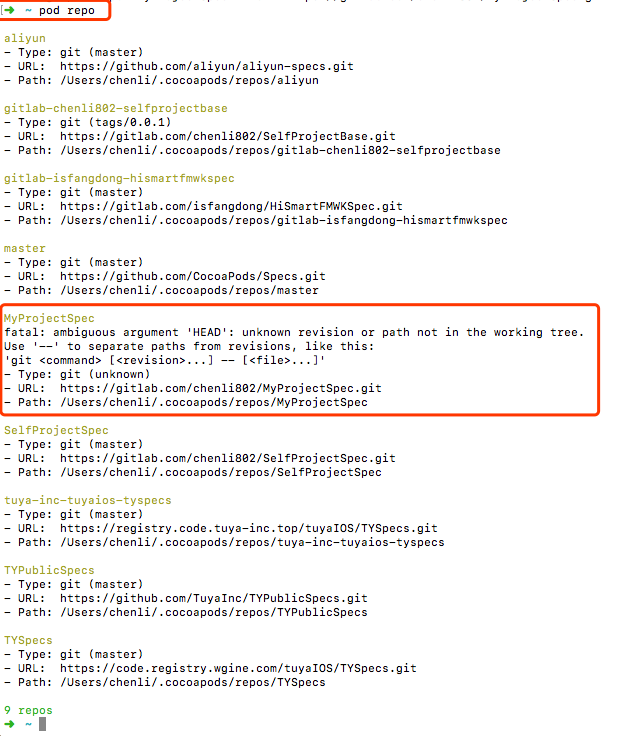 [➜ ~ pod repo
aliyun
- Type: git (master)
- URL:  https://github.com/aliyun/aliyun-specs.git
- Path: /Users/chenli/.cocoapods/repos/aliyun
gitlab-chenli802-selfprojectbase
- Type: git (tags/0.0.1)
- URL:  https://gitlab.com/chenli802/SelfProjectBase.git
- Path: /Users/chenli/.cocoapods/repos/gitlab-chenli802-selfprojectbase
gitlab-isfangdong-hismartfmwkspec
- Type: git (master)
- URL:  https://gitlab.com/isfangdong/HiSmartFMWKSpec.git
- Path: /Users/chenli/.cocoapods/repos/gitlab-isfangdong-hismartfmwkspec
master
- Type: git (master)
- URL:  https://github.com/CocoaPods/Specs.git
- Path: /Users/chenli/.cocoapods/repos/master
MyProjectSpec
fatal: ambiguous argument 'HEAD': unknown revision or path not in the working tree.
Use '--' to separate paths from revisions, like this:
'git <command> [<revision>...] -- [<file>...]'
- Type: git (unknown)
- URL:  https://gitlab.com/chenli802/MyProjectSpec.git
- Path: /Users/chenli/.cocoapods/repos/MyProjectSpec
SelfProjectSpec
- Type: git (master)
- URL:  https://gitlab.com/chenli802/SelfProjectSpec.git
- Path: /Users/chenli/.cocoapods/repos/SelfProjectSpec
tuya-inc-tuyaios-tyspecs
- Type: git (master)
- URL:  https://registry.code.tuya-inc.top/tuyaIOS/TYSpecs.git
- Path: /Users/chenli/.cocoapods/repos/tuya-inc-tuyaios-tyspecs
TYPublicSpecs
- Type: git (master)
- URL:  https://github.com/TuyaInc/TYPublicSpecs.git
- Path: /Users/chenli/.cocoapods/repos/TYPublicSpecs
TYSpecs
- Type: git (master)
- URL:  https://code.registry.wgine.com/tuyaIOS/TYSpecs.git
- Path: /Users/chenli/.cocoapods/repos/TYSpecs
9 repos
➜ ~